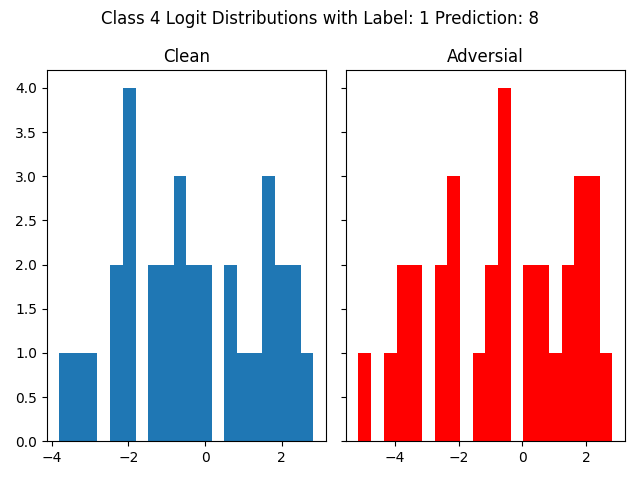 Class 4 Logit Distributions with Label: 1 Prediction: 8
Clean
Adversial
4.0
3.5
3.0
2.5
2.0
1.5
1.0
0.5
0.0
−4 −2 0 2
−4 −2 0 2